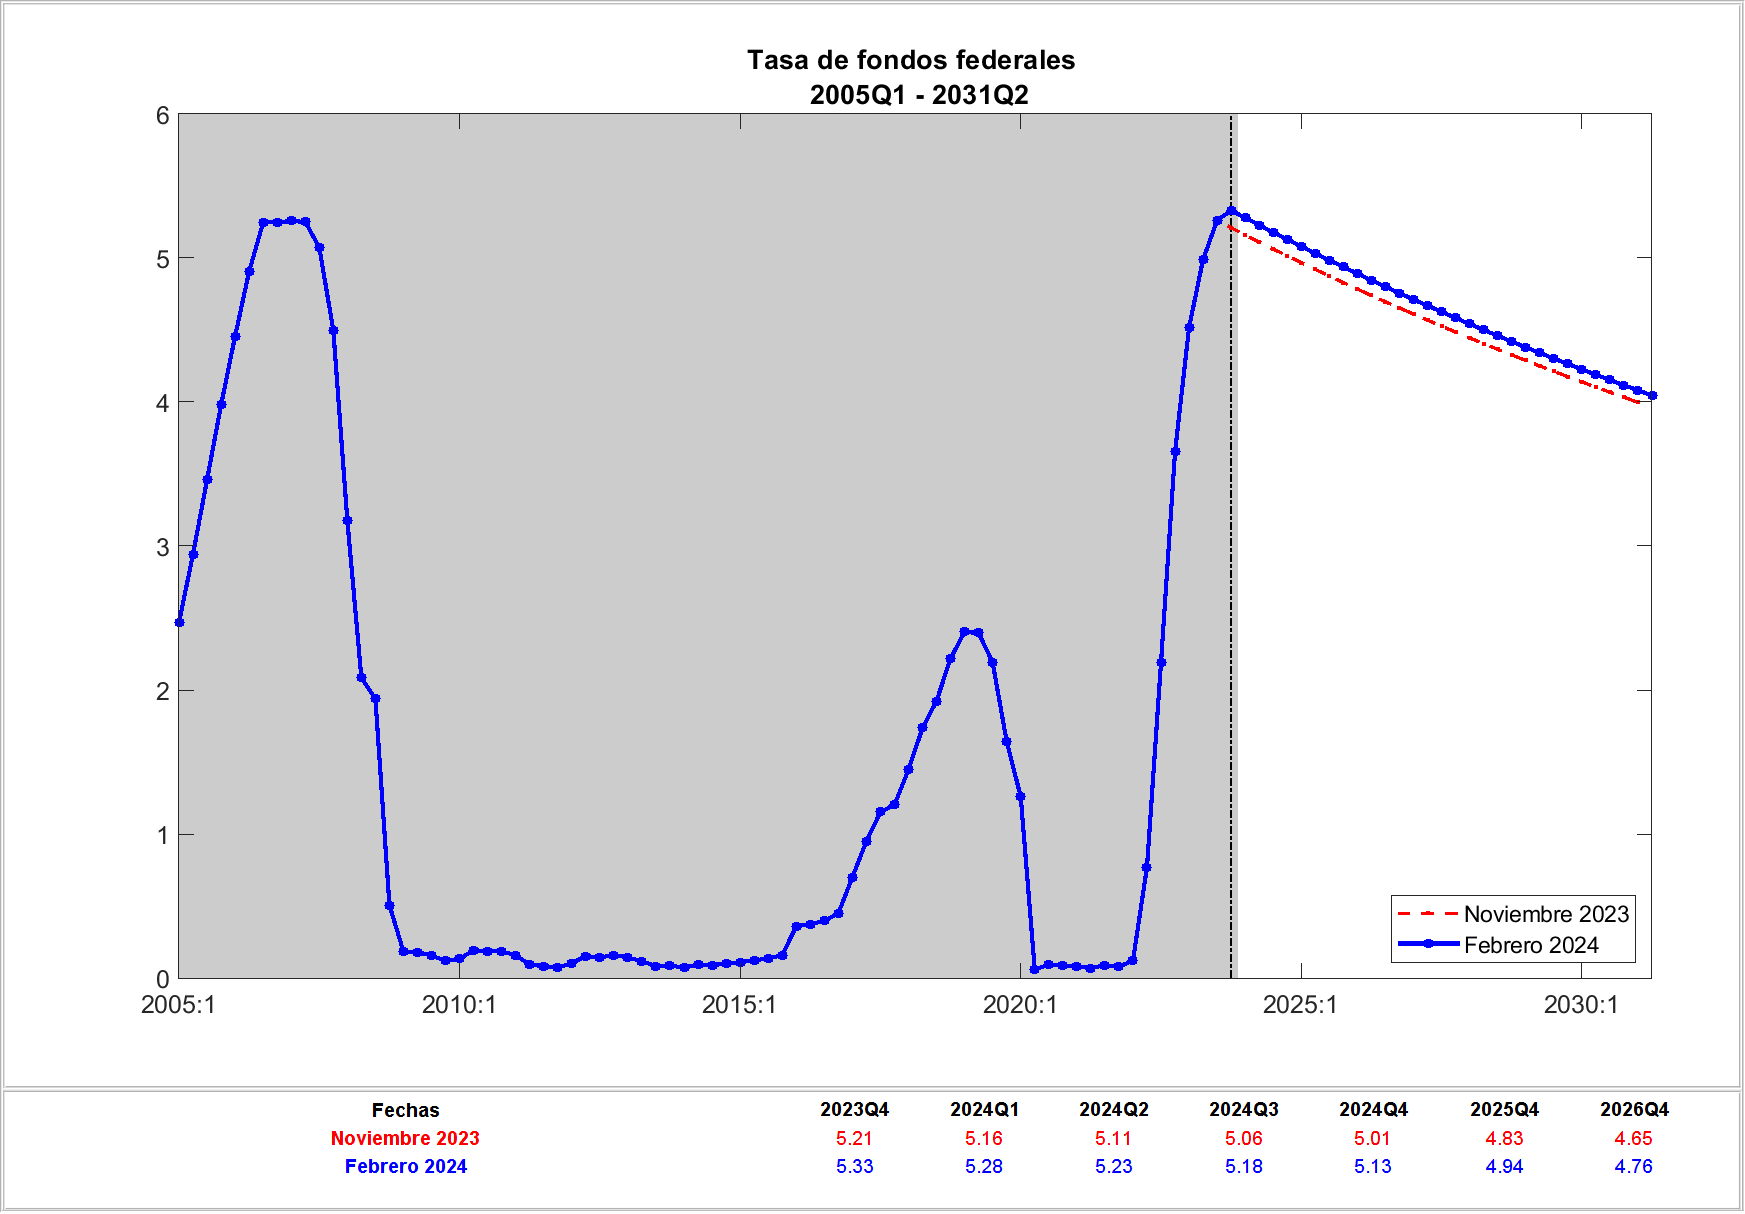 Tasa de fondos federales
2005Q1 - 2031Q2
6
5
4
3
2
1
0
2005:1 2010:1 2015:1 2020:1 2025:1 2030:1
Noviembre 2023
Febrero 2024
Fechas 2023Q4 2024Q1 2024Q2 2024Q3 2024Q4 2025Q4 2026Q4
Noviembre 2023 5.21 5.16 5.11 5.06 5.01 4.83 4.65
Febrero 2024 5.33 5.28 5.23 5.18 5.13 4.94 4.76